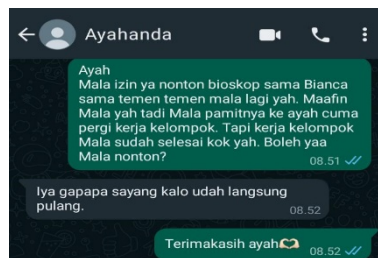 Ayahanda
Ayah
Mala izin ya nonton bioskop sama Bianca
sama temen temen mala lagi yah. Maafin
Mala yah tadi Mala pamitnya ke ayah cuma
pergi kerja kelompok. Tapi kerja kelompok
Mala sudah selesai kok yah. Boleh yaa
Mala nonton?
08.51
Iya gapapa sayang kalo udah langsung
pulang.
08.52
Terimakasih ayah🫶
08.52